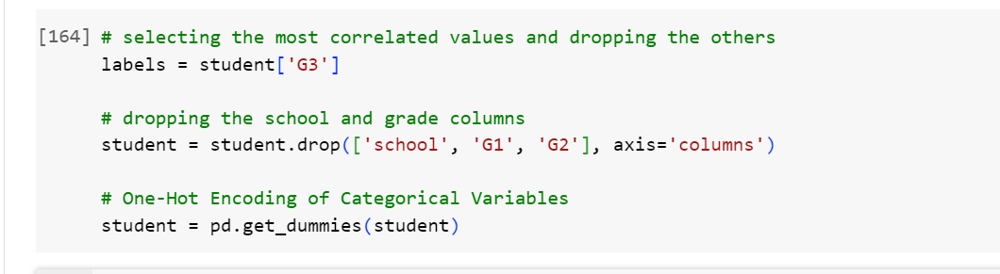 [164] # selecting the most correlated values and dropping the others
labels = student['G3']
# dropping the school and grade columns
student = student.drop(['school', 'G1', 'G2'], axis='columns')
# One-Hot Encoding of Categorical Variables
student = pd.get_dummies(student)